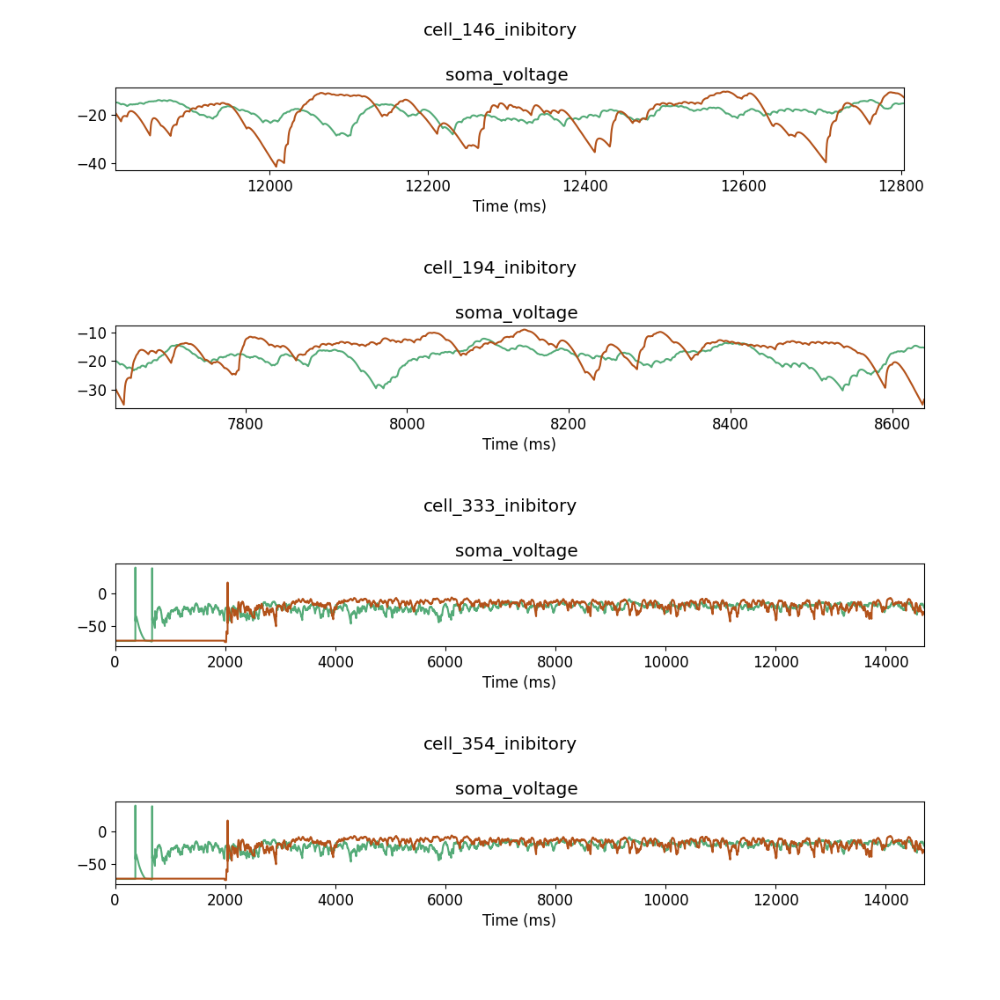 cell_146_inibitory
soma_voltage
−20
−40
12000 12200 12400 12600 12800
Time (ms)
cell_194_inibitory
soma_voltage
−10
−20
−30
7800 8000 8200 8400 8600
Time (ms)
cell_333_inibitory
soma_voltage
0
−50
0 2000 4000 6000 8000 10000 12000 14000
Time (ms)
cell_354_inibitory
soma_voltage
0
−50
0 2000 4000 6000 8000 10000 12000 14000
Time (ms)